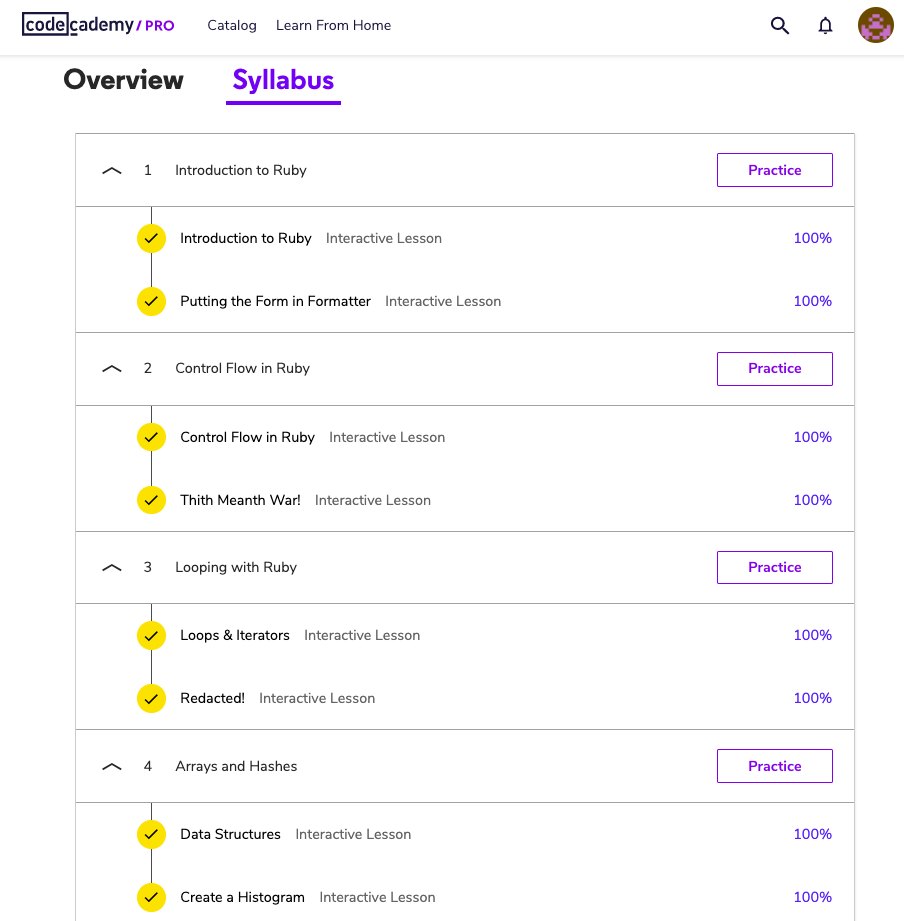 codecademy/PRO Catalog Learn From Home
Overview Syllabus
1 Introduction to Ruby Practice
Introduction to Ruby Interactive Lesson 100%
Putting the Form in Formatter Interactive Lesson 100%
2 Control Flow in Ruby Practice
Control Flow in Ruby Interactive Lesson 100%
Thith Meanth War! Interactive Lesson 100%
3 Looping with Ruby Practice
Loops & Iterators Interactive Lesson 100%
Redacted! Interactive Lesson 100%
4 Arrays and Hashes Practice
Data Structures Interactive Lesson 100%
Create a Histogram Interactive Lesson 100%